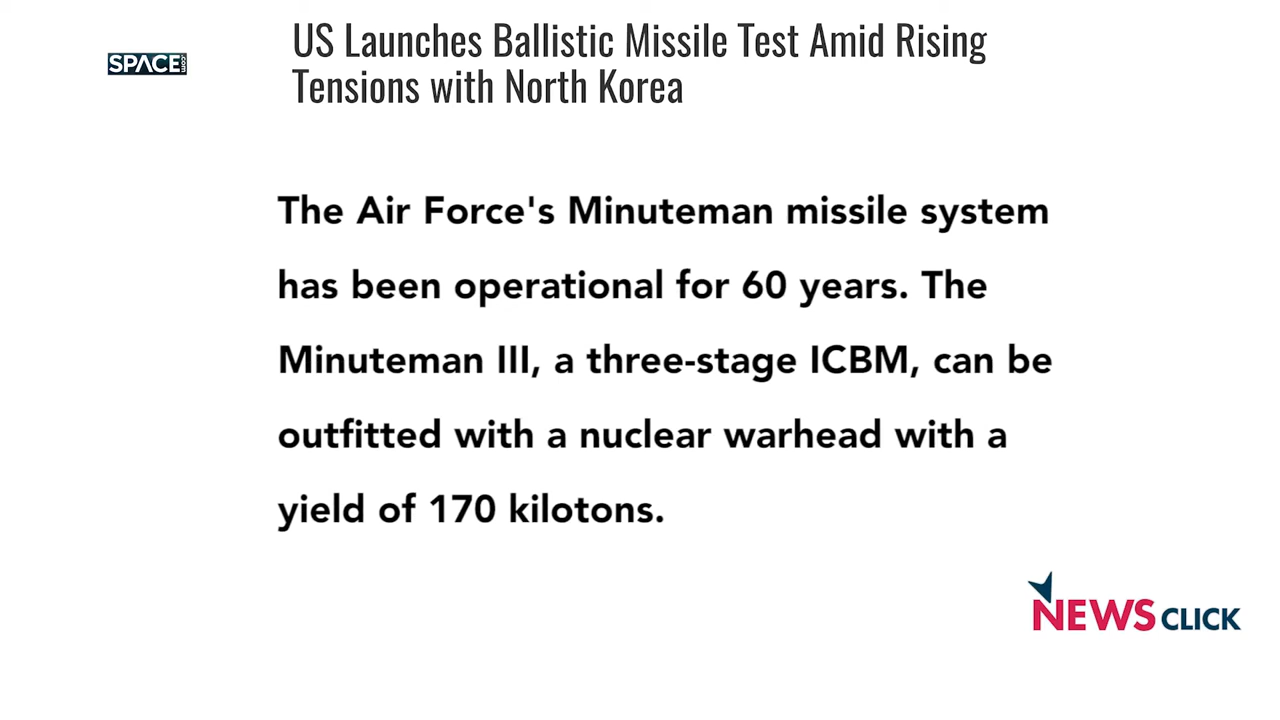 SPACE.com
US Launches Ballistic Missile Test Amid Rising
Tensions with North Korea
The Air Force's Minuteman missile system
has been operational for 60 years. The
Minuteman III, a three-stage ICBM, can be
outfitted with a nuclear warhead with a
yield of 170 kilotons.
NEWSCLICK